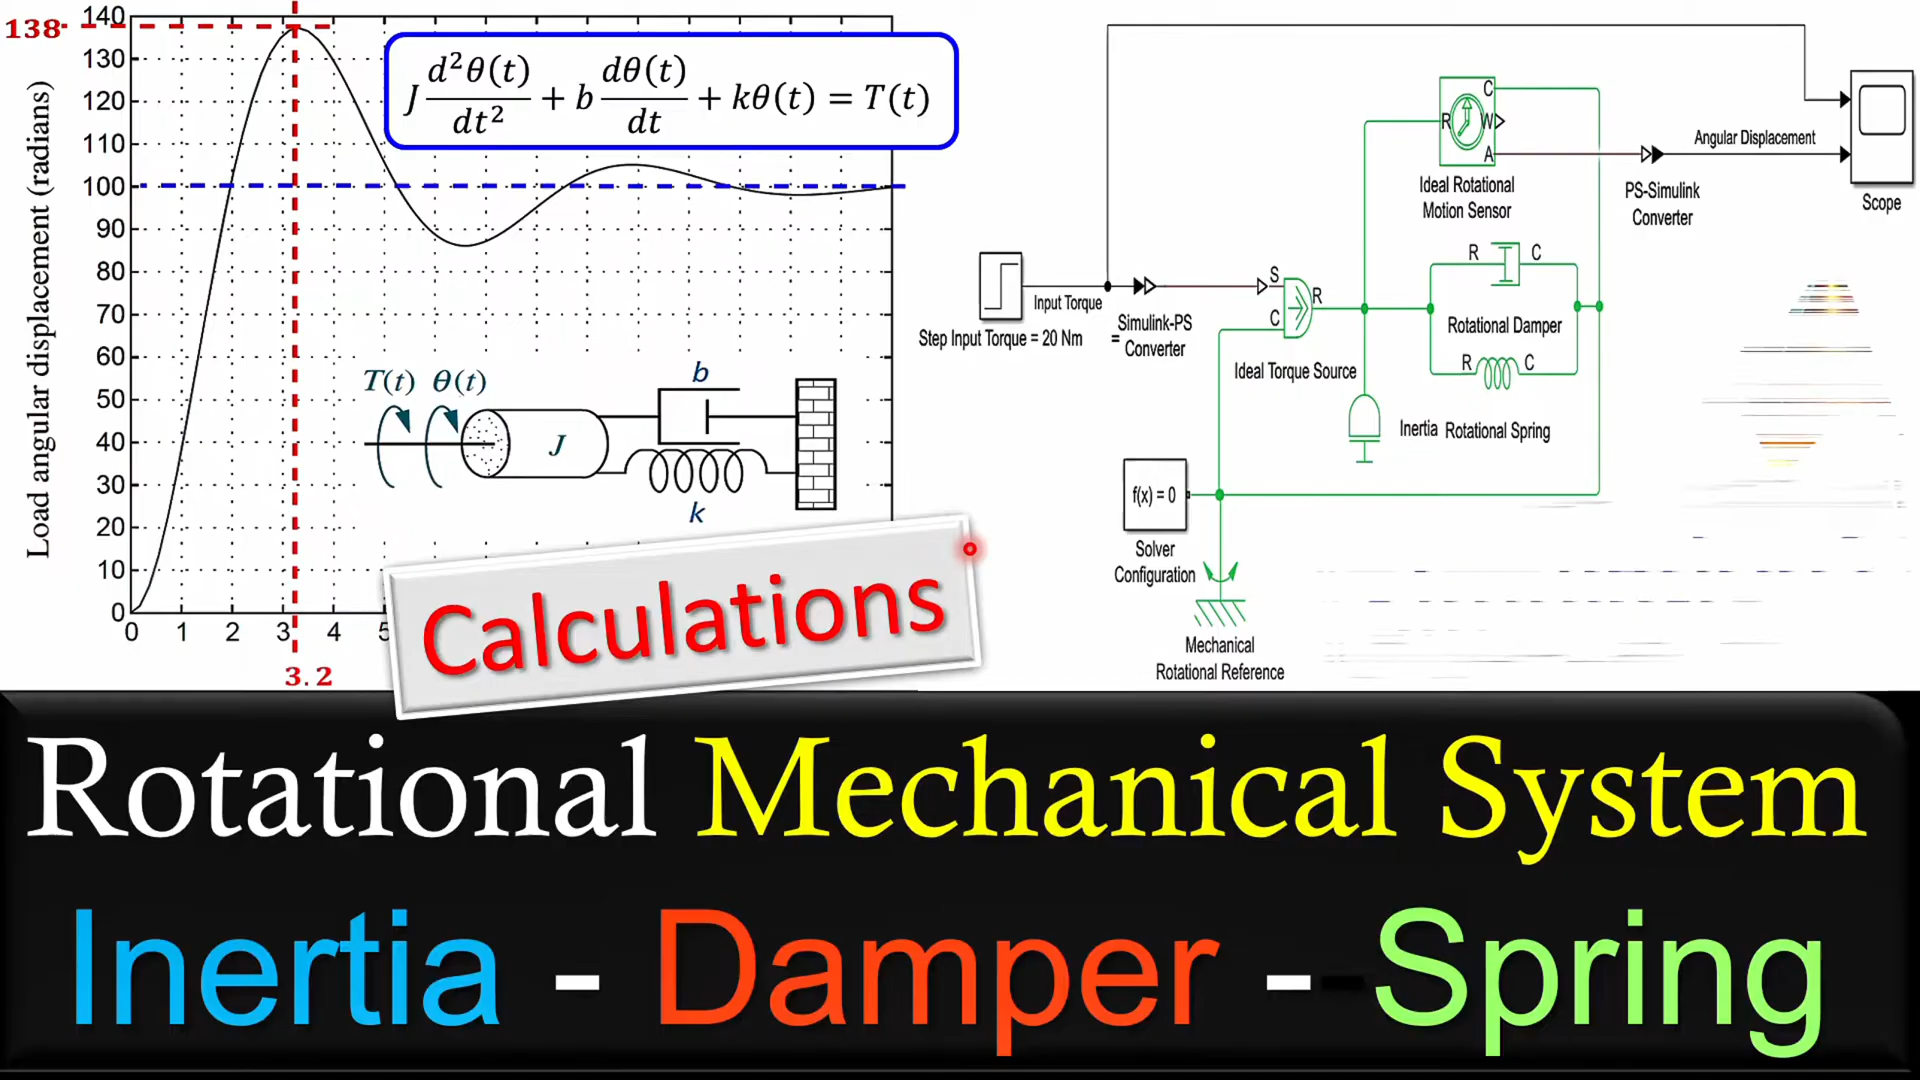 138
140
130
120
110
100
90
80
70
60
50
40
30
20
10
0
Load angular displacement (radians)
0 1 2 3 4 5
3.2
J d²θ(t)/dt² + b dθ(t)/dt + kθ(t) = T(t)
T(t) θ(t)
J
b
k
Calculations
C
R W
A
Ideal Rotational
Motion Sensor
Angular Displacement
PS-Simulink
Converter
Scope
Input Torque
Step Input Torque = 20 Nm
=
Simulink-PS
Converter
S
R
C
Ideal Torque Source
R C
Rotational Damper
R C
Rotational Spring
Inertia
f(x) = 0
Solver
Configuration
Mechanical
Rotational Reference
Rotational Mechanical System
Inertia - Damper - Spring